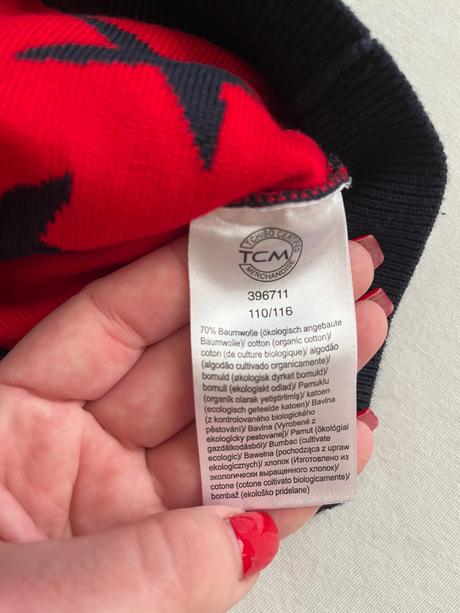 TCHIBO CERTIFIED
TCM
MERCHANDISE
396711
110/116
70% Baumwolle (ökologisch angebaute
Baumwolle)/ cotton (organic cotton)/
coton (de culture biologique)/ algodão
(algodão cultivado organicamente)/
bomuld (økologisk dyrket bomuld)/
bomull (ekologiskt odlad)/ Pamuklu
(organik olarak yetiştirilmiş)/ katoen
(ecologisch geteelde katoen)/ Bavlna
(z kontrolovaného biologického
pěstování)/ Bavlna (Vyrobené z
ekologicky pestovanej)/ Pamut (ökológiai
gazdálkodásból)/ Bumbac (cultivate
ecologic)/ Bawełna (pochodząca z upraw
ekologicznych)/ хлопок (Изготовлено из
экологически выращенного хлопок)/
cotone (cotone coltivato biologicamente)/
bombaž (ekološko pridelane)